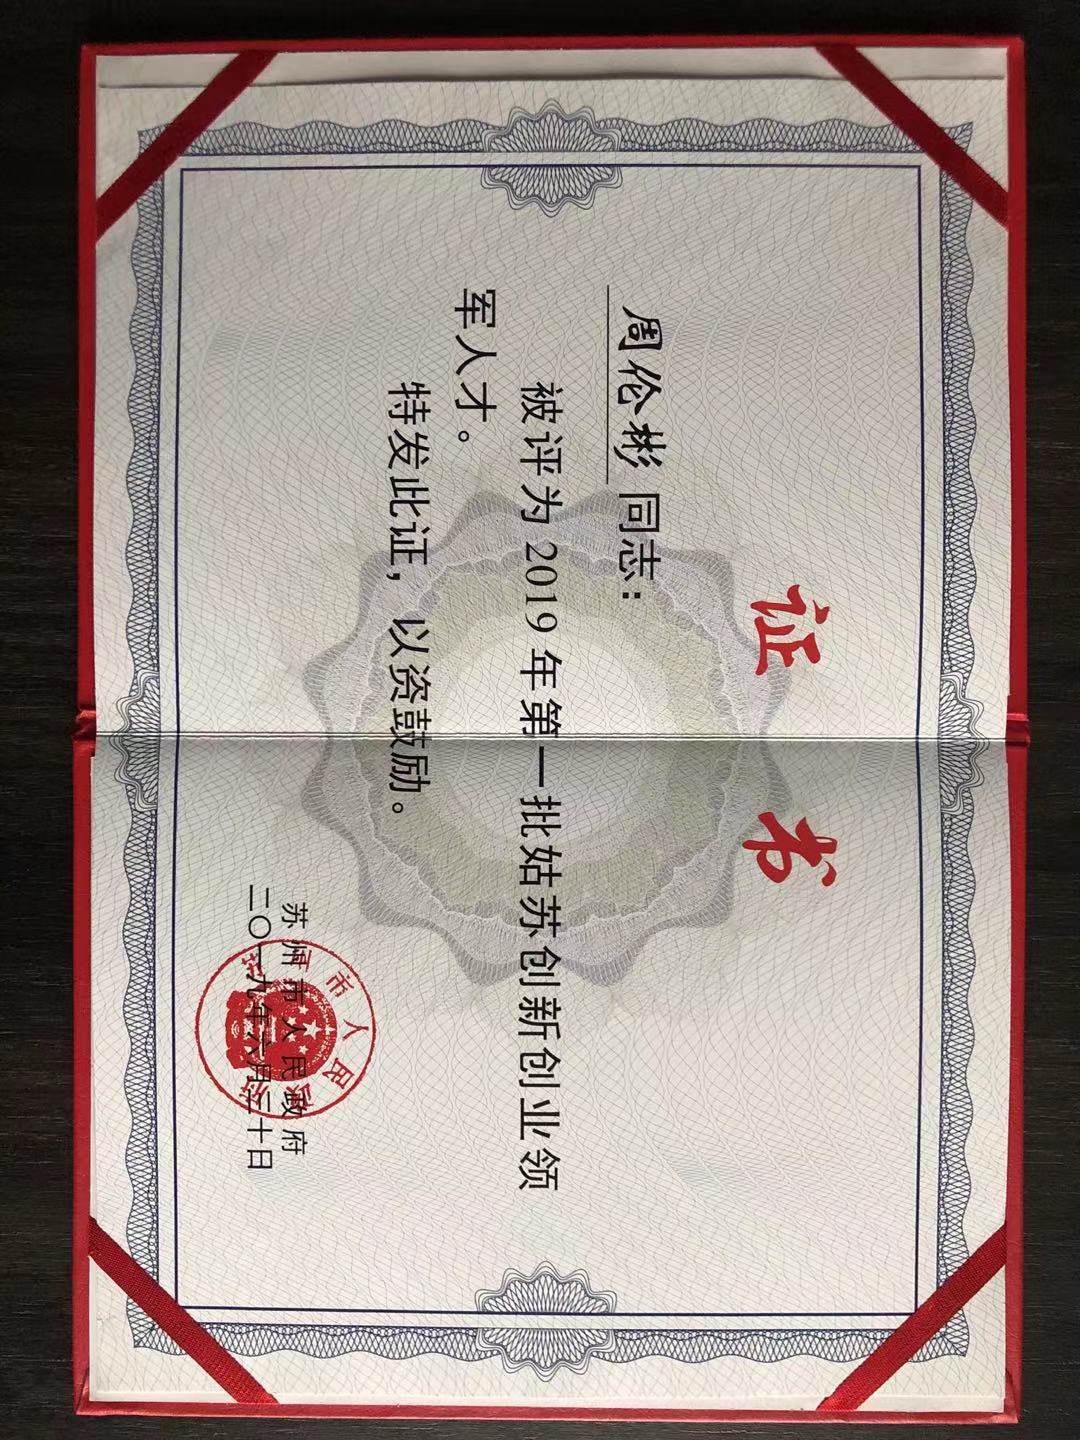 证书
周伦彬 同志：
被评为2019年第一批姑苏创新创业领
军人才。
特发此证，以资鼓励。
苏州市人民政府
二〇一九年六月三十日